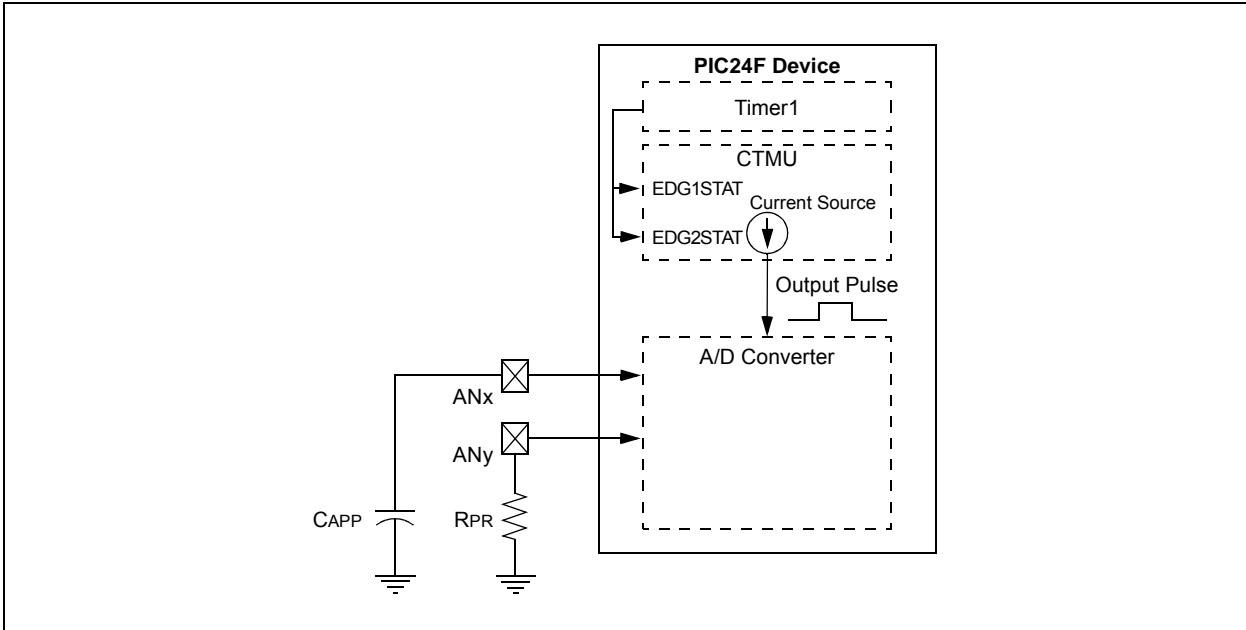 PIC24F Device
Timer1
CTMU
EDG1STAT
Current Source
EDG2STAT
Output Pulse
A/D Converter
ANx
ANy
CAPP
RPR